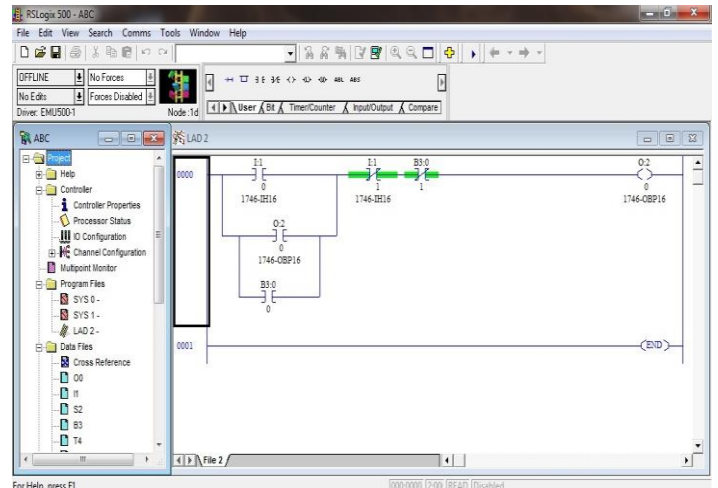 RSLogix 500 - ABC
File Edit View Search Comms Tools Window Help
OFFLINE No Forces
No Edits Forces Disabled
Driver: EMU500-1 Node: 1d
ABL ABS
User Bit Timer/Counter Input/Output Compare
ABC
Project
Help
Controller
Controller Properties
Processor Status
IO Configuration
Channel Configuration
Multipoint Monitor
Program Files
SYS 0 -
SYS 1 -
LAD 2 -
Data Files
Cross Reference
O0
I1
S2
B3
T4
LAD 2
0000
I:1 I:1 B3:0 O:2
0 1 1 0
1746-IH16 1746-IH16 1746-OBP16
O:2
0
1746-OBP16
B3:0
0
0001 END
File 2
For Help, press F1
000:0000 2:00 READ Disabled